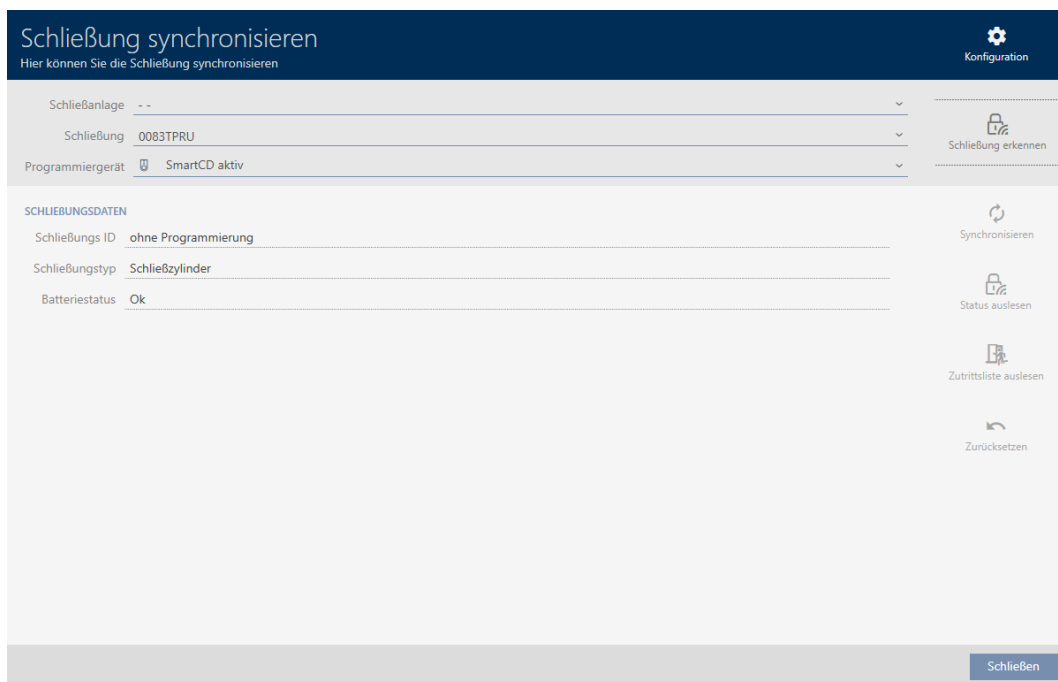 Schließung synchronisieren
Hier können Sie die Schließung synchronisieren
Konfiguration
Schließanlage - -
Schließung 0083TPRU
Programmiergerät SmartCD aktiv
Schließung erkennen
SCHLIEßUNGSDATEN
Schließungs ID ohne Programmierung
Schließungstyp Schließzylinder
Batteriestatus Ok
Synchronisieren
Status auslesen
Zutrittsliste auslesen
Zurücksetzen
Schließen